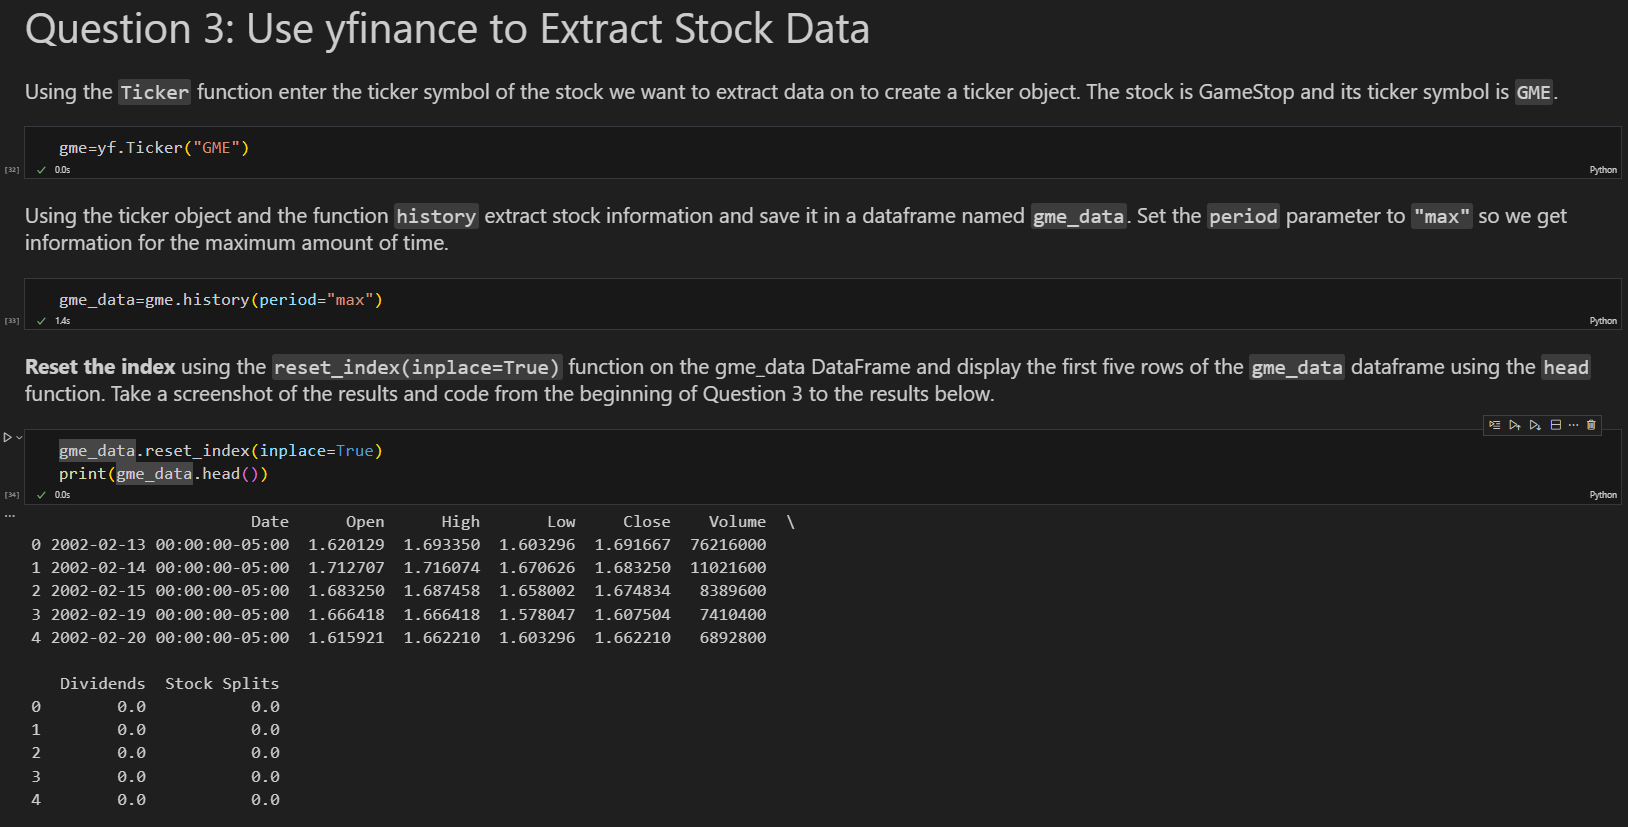 Question 3: Use yfinance to Extract Stock Data
Using the Ticker function enter the ticker symbol of the stock we want to extract data on to create a ticker object. The stock is GameStop and its ticker symbol is GME.
gme=yf.Ticker("GME")
[32] ✓ 0.0s Python
Using the ticker object and the function history extract stock information and save it in a dataframe named gme_data. Set the period parameter to "max" so we get
information for the maximum amount of time.
gme_data=gme.history(period="max")
[33] ✓ 1.4s Python
Reset the index using the reset_index(inplace=True) function on the gme_data DataFrame and display the first five rows of the gme_data dataframe using the head
function. Take a screenshot of the results and code from the beginning of Question 3 to the results below.
gme_data.reset_index(inplace=True)
print(gme_data.head())
[34] ✓ 0.0s Python
...
Date Open High Low Close Volume \
0 2002-02-13 00:00:00-05:00 1.620129 1.693350 1.603296 1.691667 76216000
1 2002-02-14 00:00:00-05:00 1.712707 1.716074 1.670626 1.683250 11021600
2 2002-02-15 00:00:00-05:00 1.683250 1.687458 1.658002 1.674834 8389600
3 2002-02-19 00:00:00-05:00 1.666418 1.666418 1.578047 1.607504 7410400
4 2002-02-20 00:00:00-05:00 1.615921 1.662210 1.603296 1.662210 6892800
Dividends Stock Splits
0 0.0 0.0
1 0.0 0.0
2 0.0 0.0
3 0.0 0.0
4 0.0 0.0